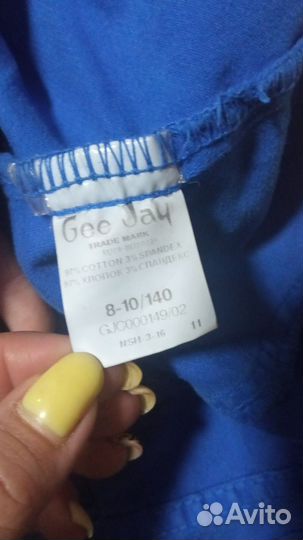 Gee Jay
TRADE MARK
97% COTTON 3% SPANDEX
97% ХЛОПОК 3% СПАНДЕКС
8-10/140
GJC000149/02
NSH-3-16
11
Avito